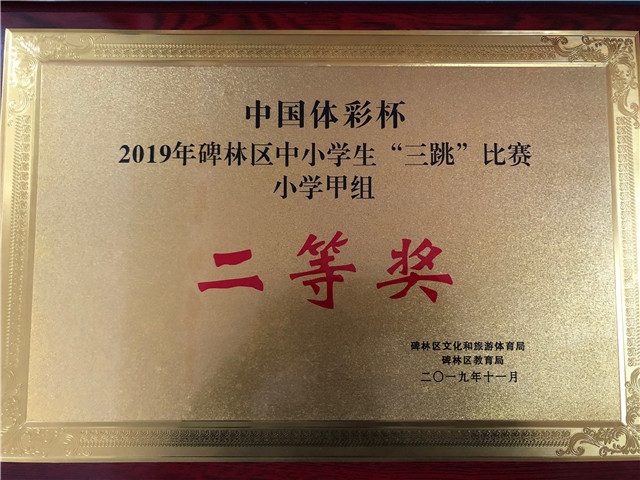 中国体彩杯
2019年碑林区中小学生“三跳”比赛
小学甲组
二等奖
碑林区文化和旅游体育局
碑林区教育局
二〇一九年十一月